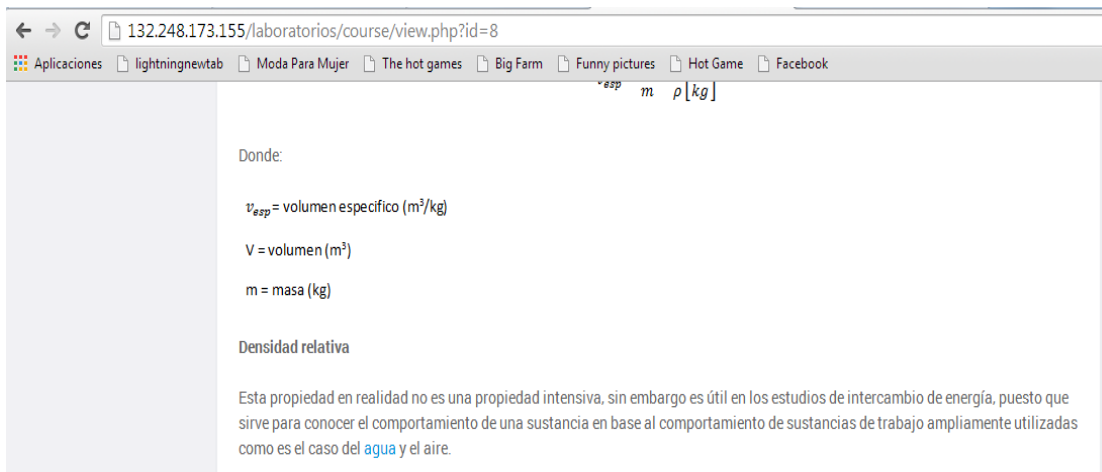 132.248.173.155/laboratorios/course/view.php?id=8
Aplicaciones lightningnewtab Moda Para Mujer The hot games Big Farm Funny pictures Hot Game Facebook
esp m ρ[kg]
Donde:
v_esp= volumen especifico (m³/kg)
V = volumen (m³)
m = masa (kg)
Densidad relativa
Esta propiedad en realidad no es una propiedad intensiva, sin embargo es útil en los estudios de intercambio de energía, puesto que
sirve para conocer el comportamiento de una sustancia en base al comportamiento de sustancias de trabajo ampliamente utilizadas
como es el caso del agua y el aire.